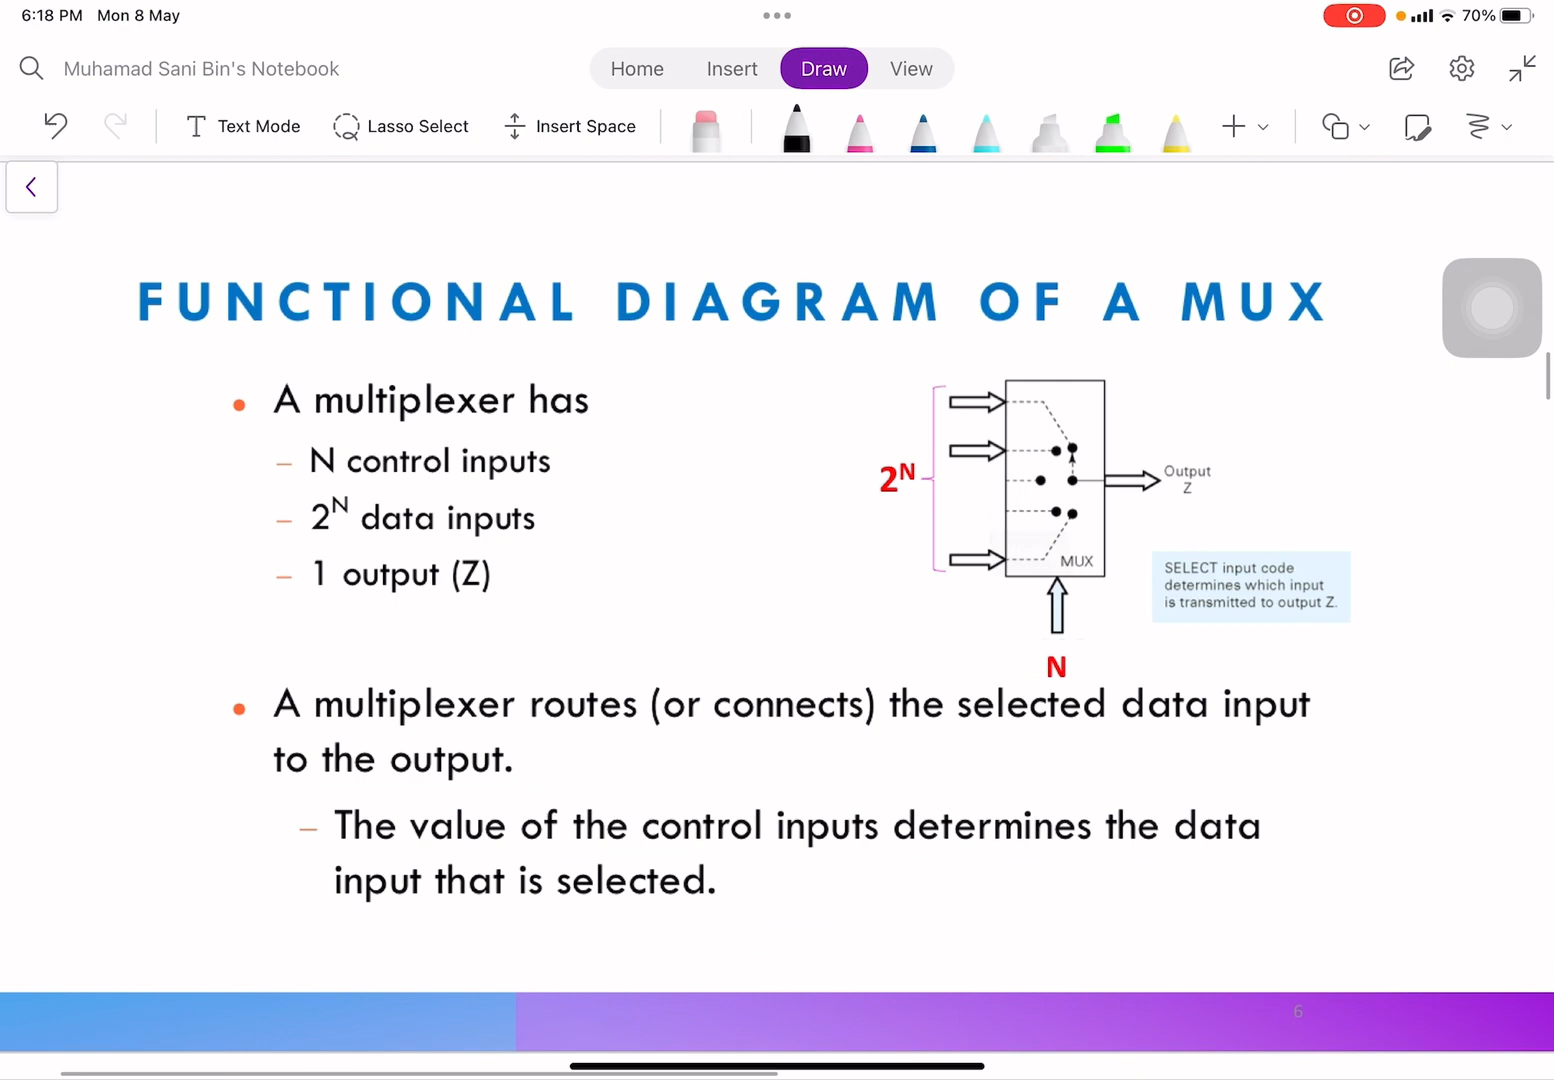 6:18 PM Mon 8 May
70%
Muhamad Sani Bin's Notebook
Home Insert Draw View
Text Mode Lasso Select Insert Space
FUNCTIONAL DIAGRAM OF A MUX
• A multiplexer has
– N control inputs
– 2ᴺ data inputs
– 1 output (Z)
2ᴺ
Output
Z
MUX
SELECT input code
determines which input
is transmitted to output Z.
N
• A multiplexer routes (or connects) the selected data input
to the output.
– The value of the control inputs determines the data
input that is selected.
6